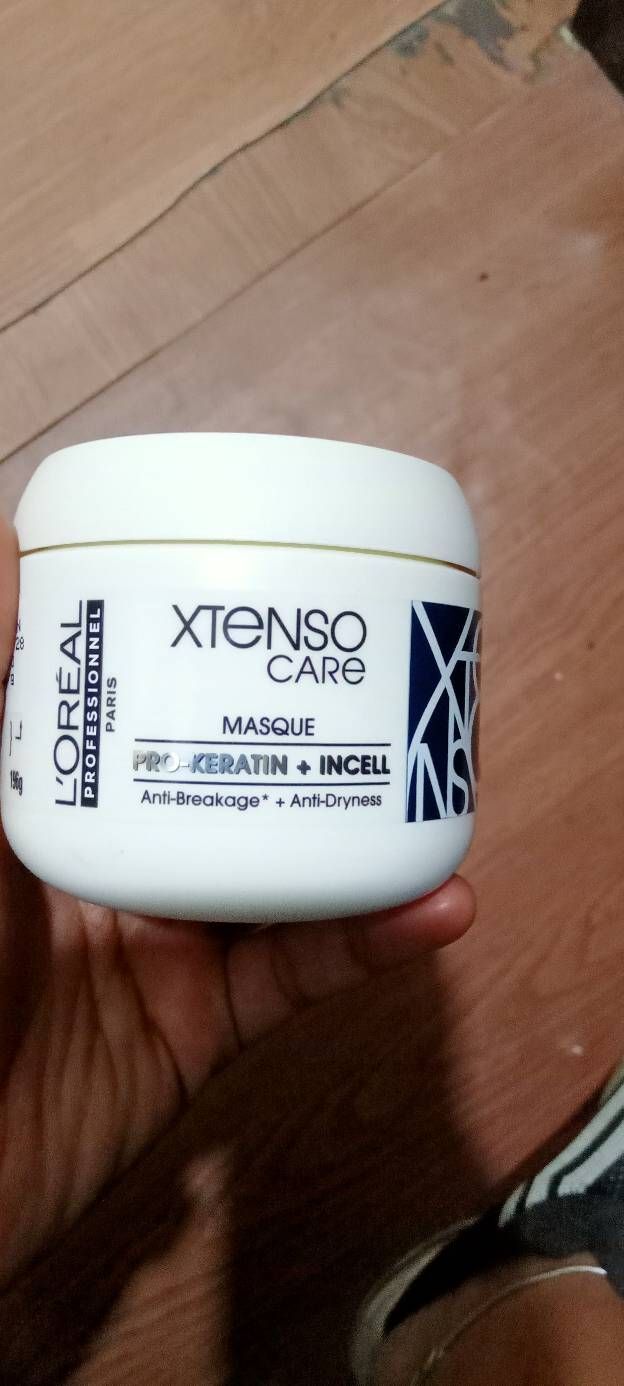 L'ORÉAL
PROFESSIONNEL
PARIS
XTENSO
CARE
MASQUE
PRO-KERATIN + INCELL
Anti-Breakage* + Anti-Dryness
196g